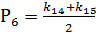 P₆ = (k₁₄+k₁₅)/2